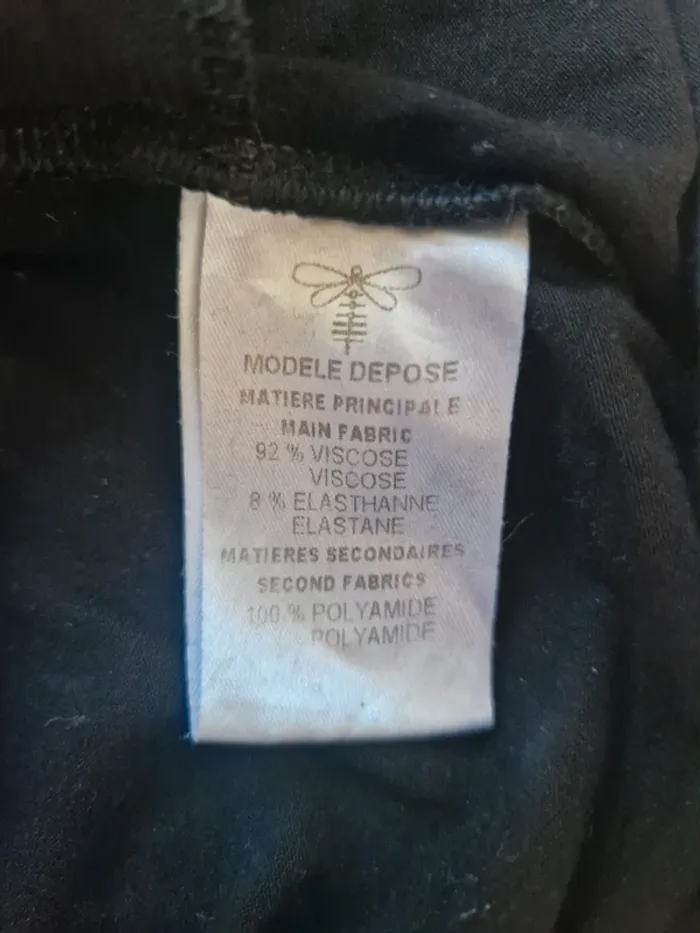 MODELE DEPOSE
MATIERE PRINCIPALE
MAIN FABRIC
92 % VISCOSE
VISCOSE
8 % ELASTHANNE
ELASTANE
MATIERES SECONDAIRES
SECOND FABRICS
100 % POLYAMIDE
POLYAMIDE